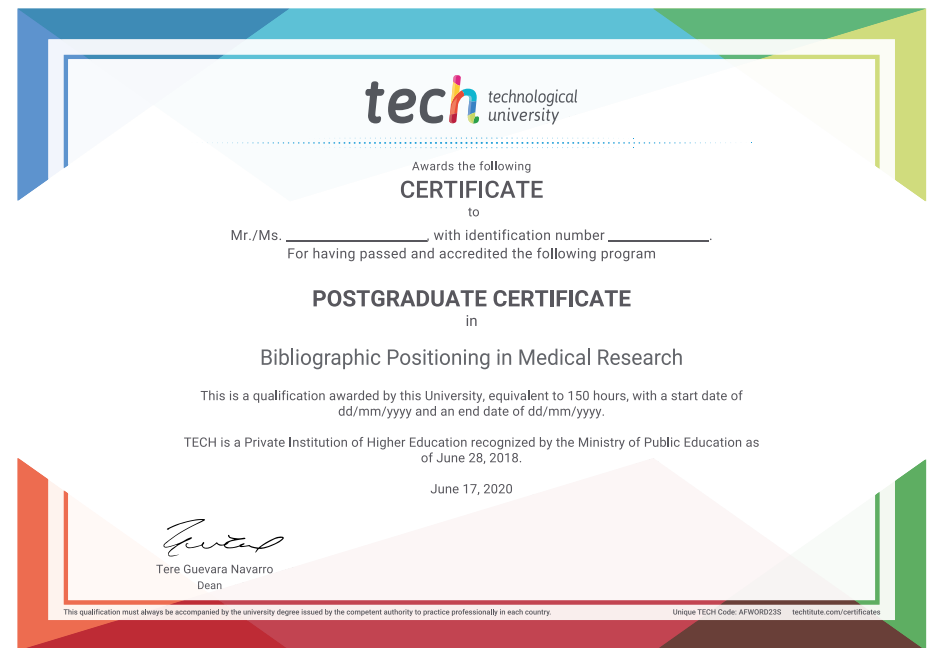 tech technological
university
Awards the following
CERTIFICATE
to
Mr./Ms. ____________________, with identification number ______________.
For having passed and accredited the following program
POSTGRADUATE CERTIFICATE
in
Bibliographic Positioning in Medical Research
This is a qualification awarded by this University, equivalent to 150 hours, with a start date of
dd/mm/yyyy and an end date of dd/mm/yyyy.
TECH is a Private Institution of Higher Education recognized by the Ministry of Public Education as
of June 28, 2018.
June 17, 2020
Tere Guevara Navarro
Dean
This qualification must always be accompanied by the university degree issued by the competent authority to practice professionally in each country.
Unique TECH Code: AFWORD23S techtitute.com/certificates